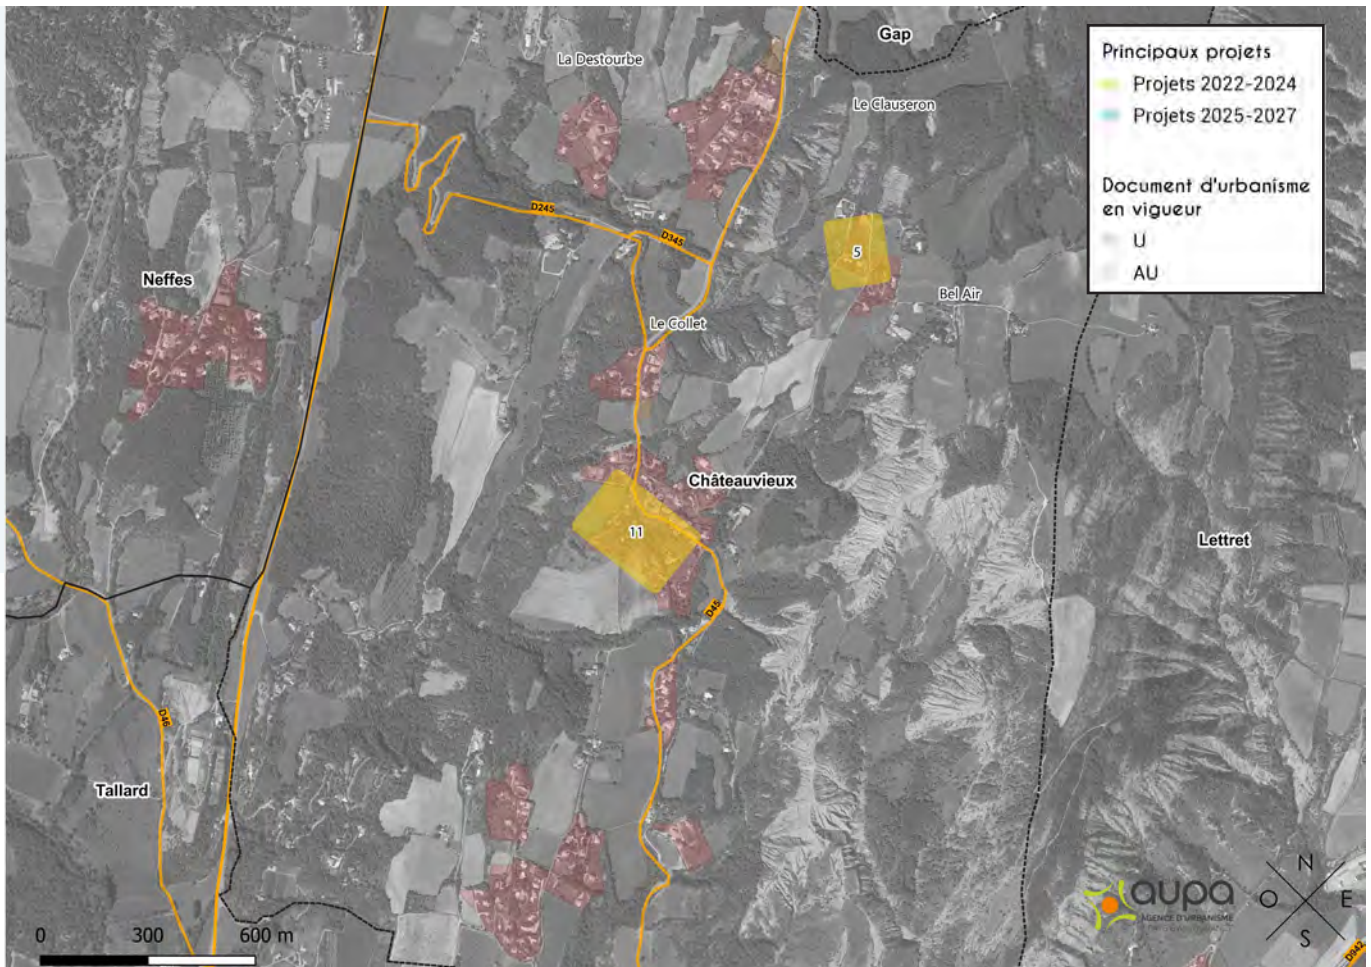 Gap
La Destourbe
Le Clauseron
Principaux projets
Projets 2022-2024
Projets 2025-2027
Document d'urbanisme
en vigueur
U
AU
D245
D345
5
Neffes
Bel Air
Le Collet
Châteauvieux
11
Lettret
D45
D46
Tallard
aupa
AGENCE D'URBANISME
N
O
E
S
0
300
600 m
D942